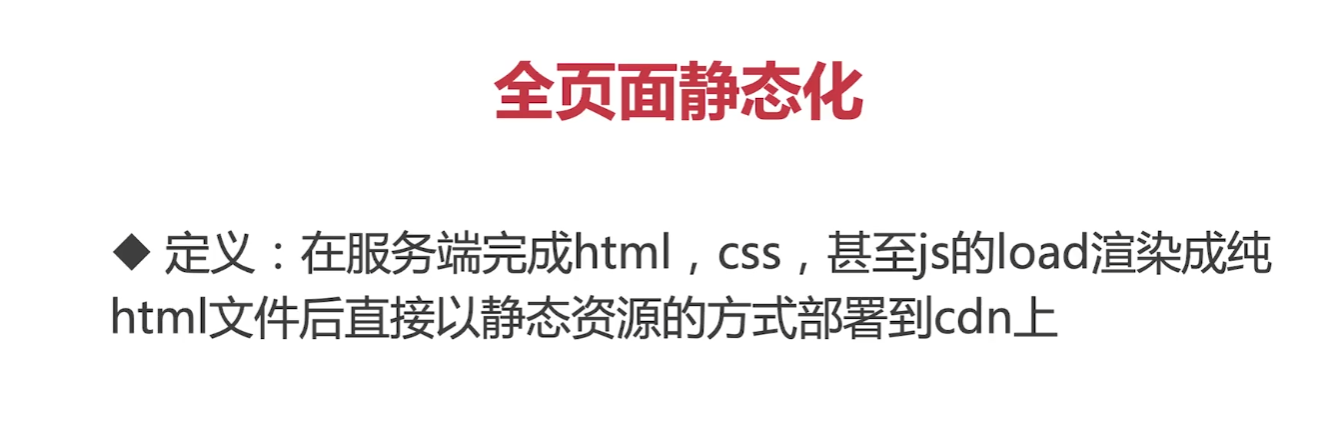 全页面静态化
◆ 定义：在服务端完成html，css，甚至js的load渲染成纯
html文件后直接以静态资源的方式部署到cdn上